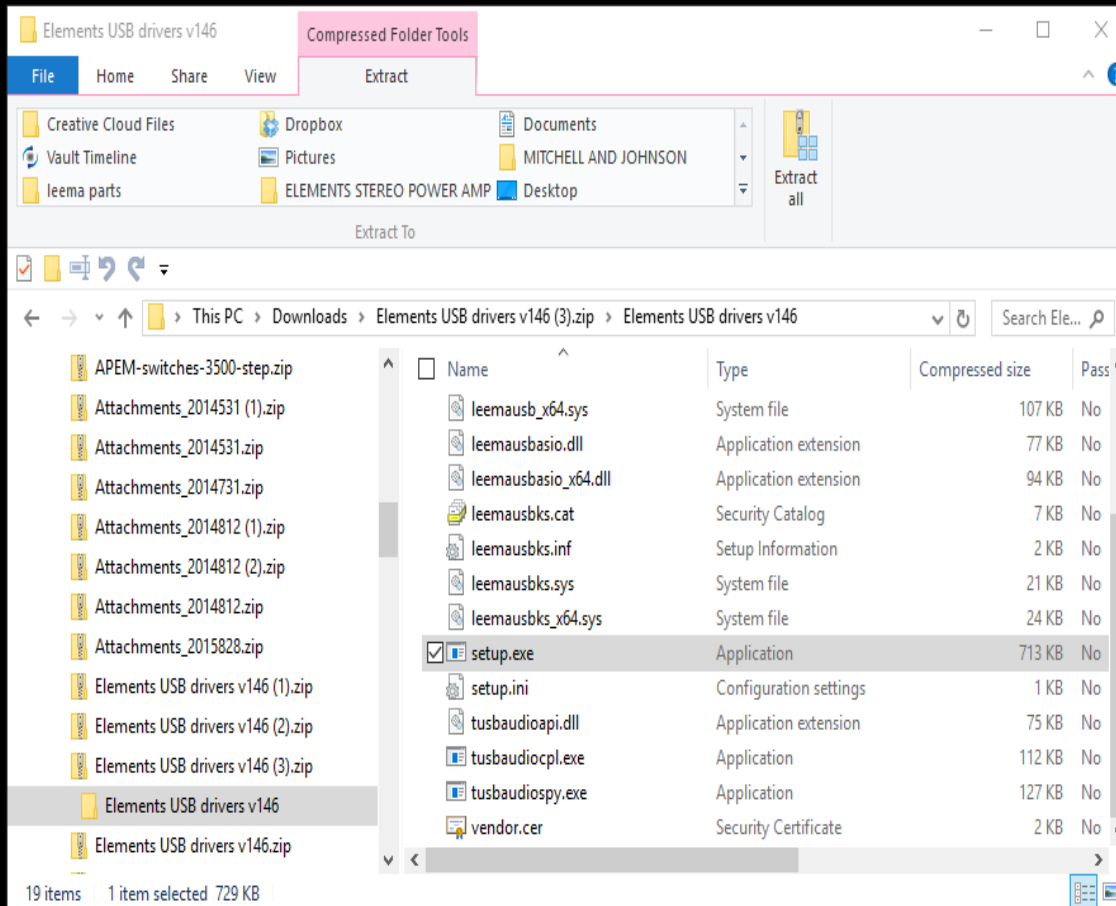 Elements USB drivers v146
Compressed Folder Tools
File Home Share View Extract
Creative Cloud Files Dropbox Documents
Vault Timeline Pictures MITCHELL AND JOHNSON
leema parts ELEMENTS STEREO POWER AMP Desktop
Extract all
Extract To
This PC > Downloads > Elements USB drivers v146 (3).zip > Elements USB drivers v146
Search Ele...
APEM-switches-3500-step.zip
Attachments_2014531 (1).zip
Attachments_2014531.zip
Attachments_2014731.zip
Attachments_2014812 (1).zip
Attachments_2014812 (2).zip
Attachments_2014812.zip
Attachments_2015828.zip
Elements USB drivers v146 (1).zip
Elements USB drivers v146 (2).zip
Elements USB drivers v146 (3).zip
Elements USB drivers v146
Elements USB drivers v146.zip
Name Type Compressed size Pass
leemausb_x64.sys System file 107 KB No
leemausbasio.dll Application extension 77 KB No
leemausbasio_x64.dll Application extension 94 KB No
leemausbks.cat Security Catalog 7 KB No
leemausbks.inf Setup Information 2 KB No
leemausbks.sys System file 21 KB No
leemausbks_x64.sys System file 24 KB No
setup.exe Application 713 KB No
setup.ini Configuration settings 1 KB No
tusbaudioapi.dll Application extension 75 KB No
tusbaudiocpl.exe Application 112 KB No
tusbaudiospy.exe Application 127 KB No
vendor.cer Security Certificate 2 KB No
19 items 1 item selected 729 KB